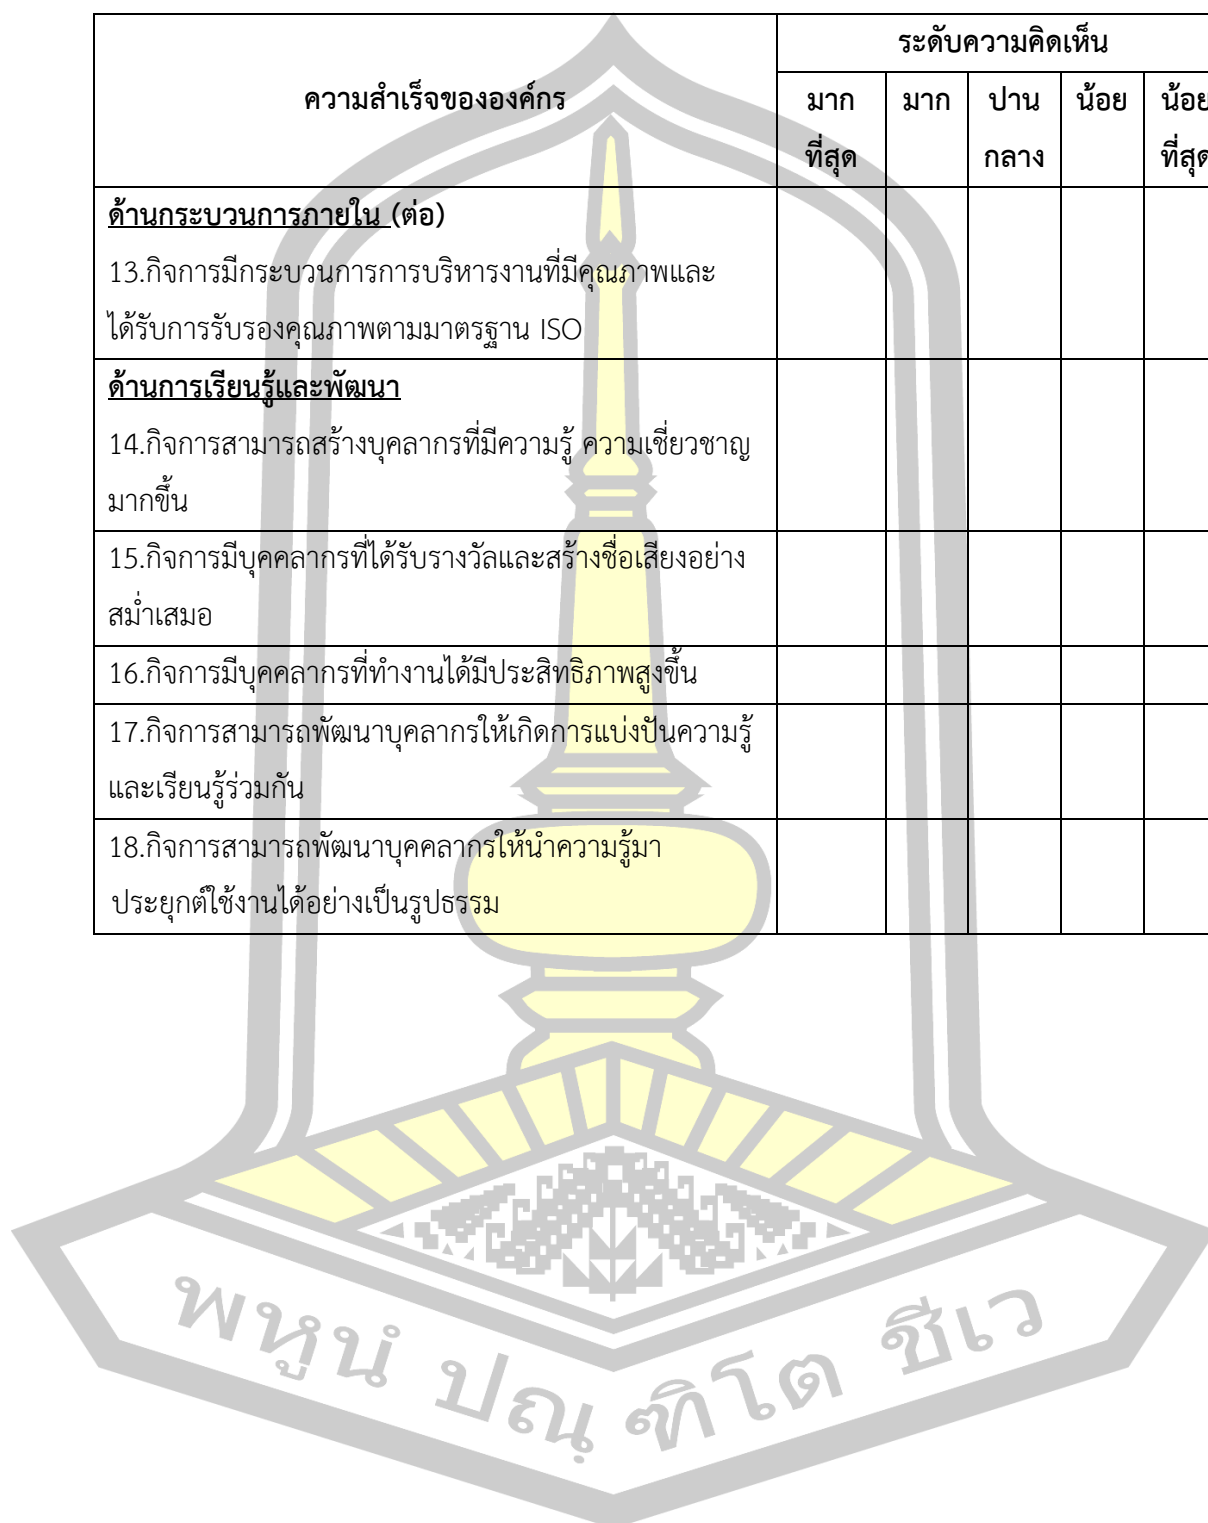 ความสำเร็จขององค์กร
ระดับความคิดเห็น
มาก มาก ปาน น้อย น้อย
ที่สุด กลาง ที่สุด
ด้านกระบวนการภายใน (ต่อ)
13.กิจการมีกระบวนการการบริหารงานที่มีคุณภาพและ
ได้รับการรับรองคุณภาพตามมาตรฐาน ISO
ด้านการเรียนรู้และพัฒนา
14.กิจการสามารถสร้างบุคลากรที่มีความรู้ ความเชี่ยวชาญ
มากขึ้น
15.กิจการมีบุคคลากรที่ได้รับรางวัลและสร้างชื่อเสียงอย่าง
สม่ำเสมอ
16.กิจการมีบุคคลากรที่ทำงานได้มีประสิทธิภาพสูงขึ้น
17.กิจการสามารถพัฒนาบุคลากรให้เกิดการแบ่งปันความรู้
และเรียนรู้ร่วมกัน
18.กิจการสามารถพัฒนาบุคคลากรให้นำความรู้มา
ประยุกต์ใช้งานได้อย่างเป็นรูปธรรม
พหูนํ ปณฺ ฑิโต ชีเว